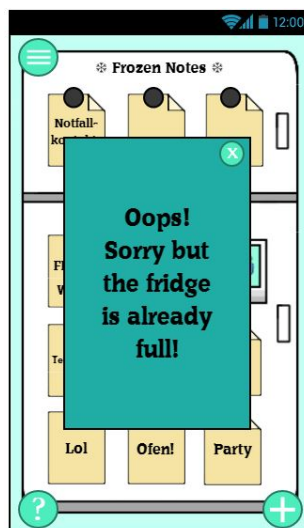 12:00
❄ Frozen Notes ❄
Notfall-
x
Oops!
Sorry but
the fridge
is already
full!
Lol
Ofen!
Party
?
+